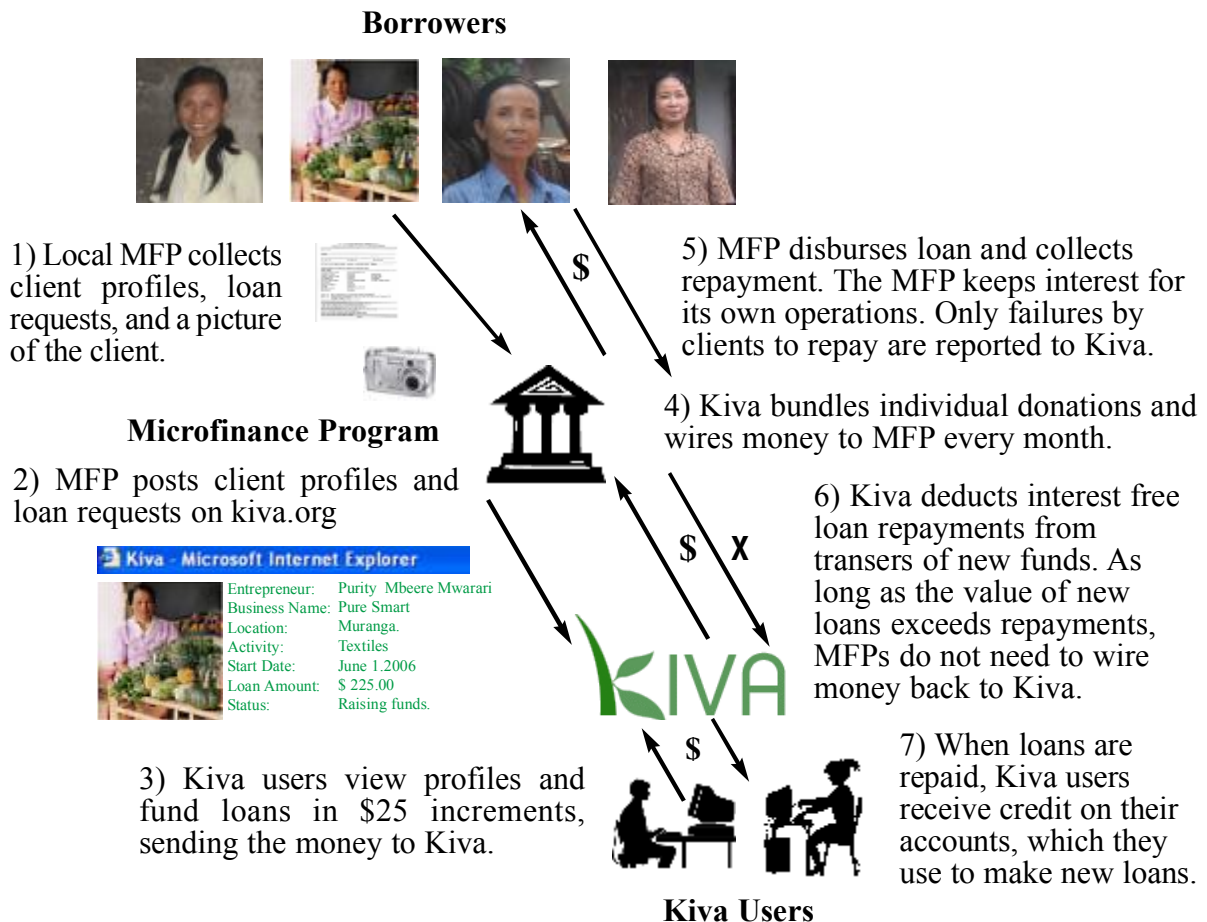 Borrowers
1) Local MFP collects
client profiles, loan
requests, and a picture
of the client.
$
5) MFP disburses loan and collects
repayment. The MFP keeps interest for
its own operations. Only failures by
clients to repay are reported to Kiva.
Microfinance Program
4) Kiva bundles individual donations and
wires money to MFP every month.
2) MFP posts client profiles and
loan requests on kiva.org
$ X
6) Kiva deducts interest free
loan repayments from
transers of new funds. As
long as the value of new
loans exceeds repayments,
MFPs do not need to wire
money back to Kiva.
Kiva - Microsoft Internet Explorer
Entrepreneur: Purity Mbeere Mwarari
Business Name: Pure Smart
Location: Muranga.
Activity: Textiles
Start Date: June 1.2006
Loan Amount: $ 225.00
Status: Raising funds.
KIVA
$
3) Kiva users view profiles and
fund loans in $25 increments,
sending the money to Kiva.
7) When loans are
repaid, Kiva users
receive credit on their
accounts, which they
use to make new loans.
Kiva Users